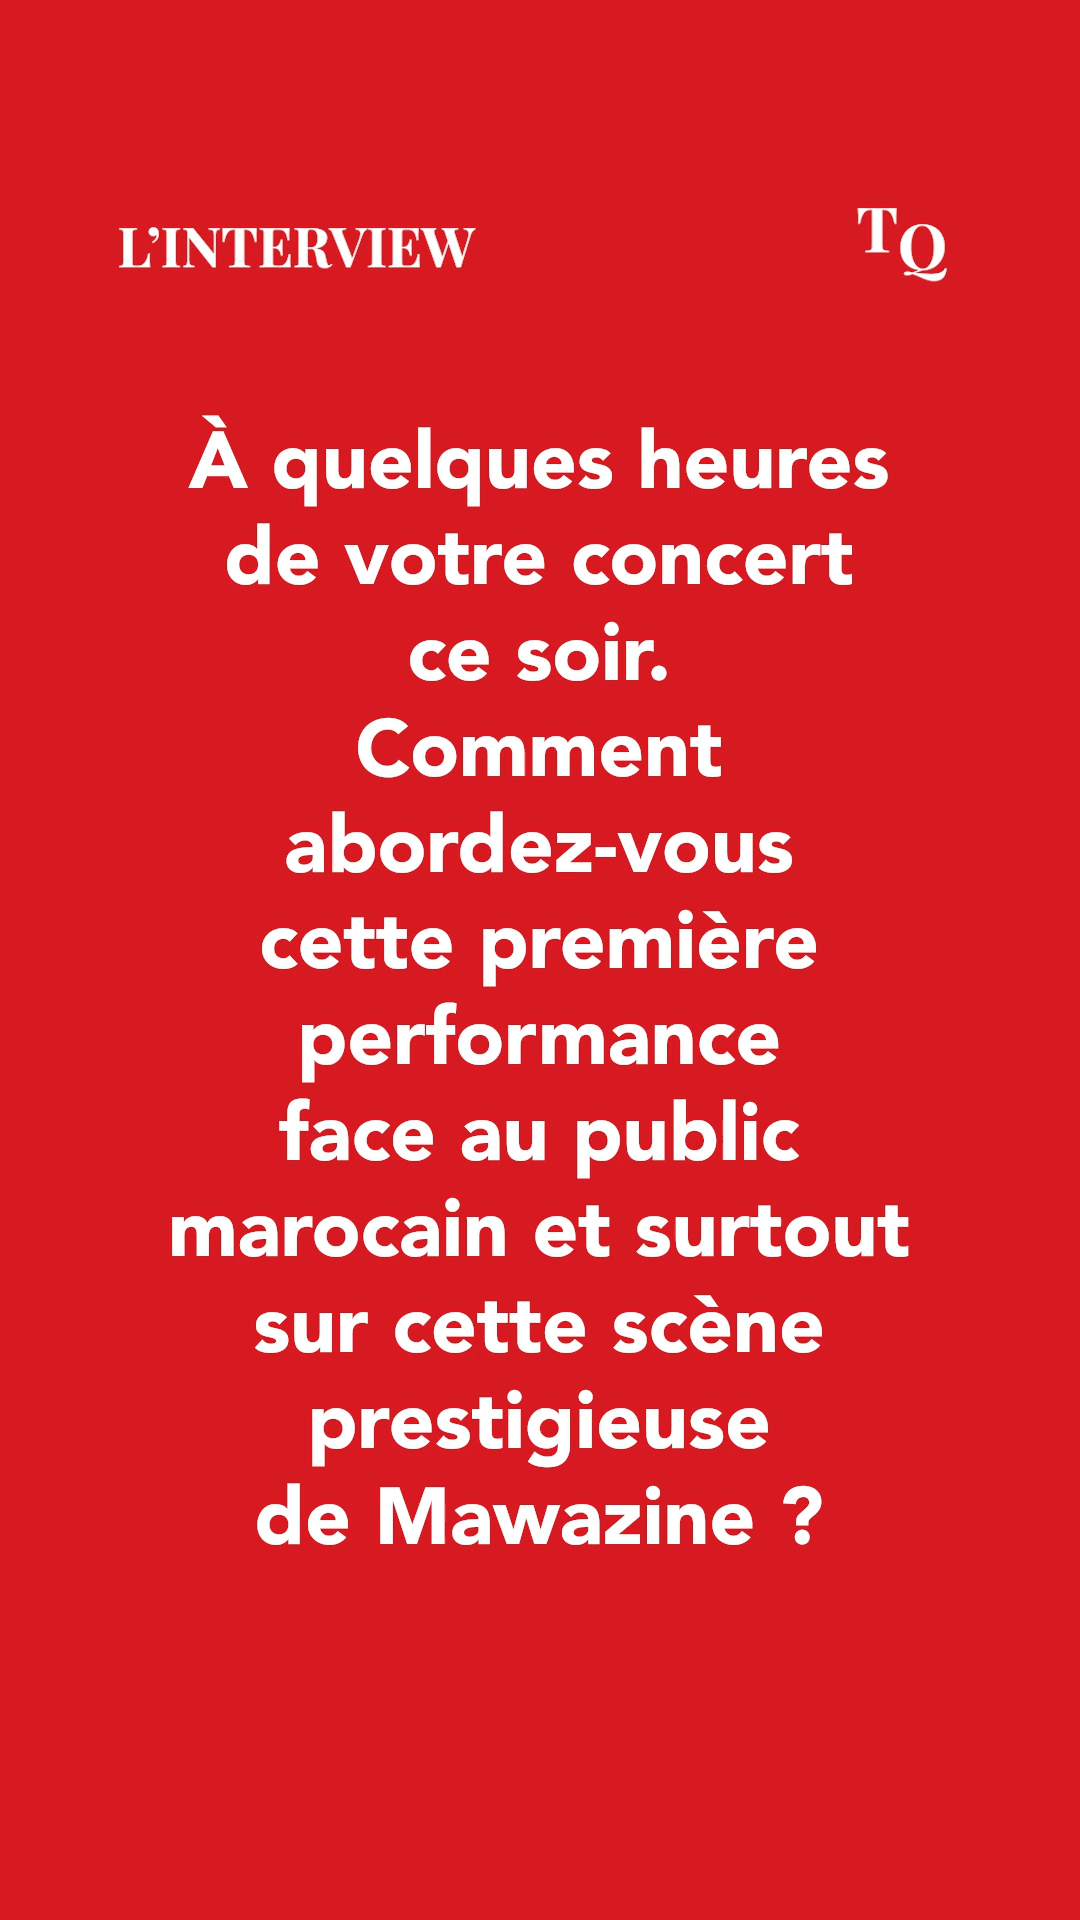 L’INTERVIEW
TQ
À quelques heures
de votre concert
ce soir.
Comment
abordez-vous
cette première
performance
face au public
marocain et surtout
sur cette scène
prestigieuse
de Mawazine ?